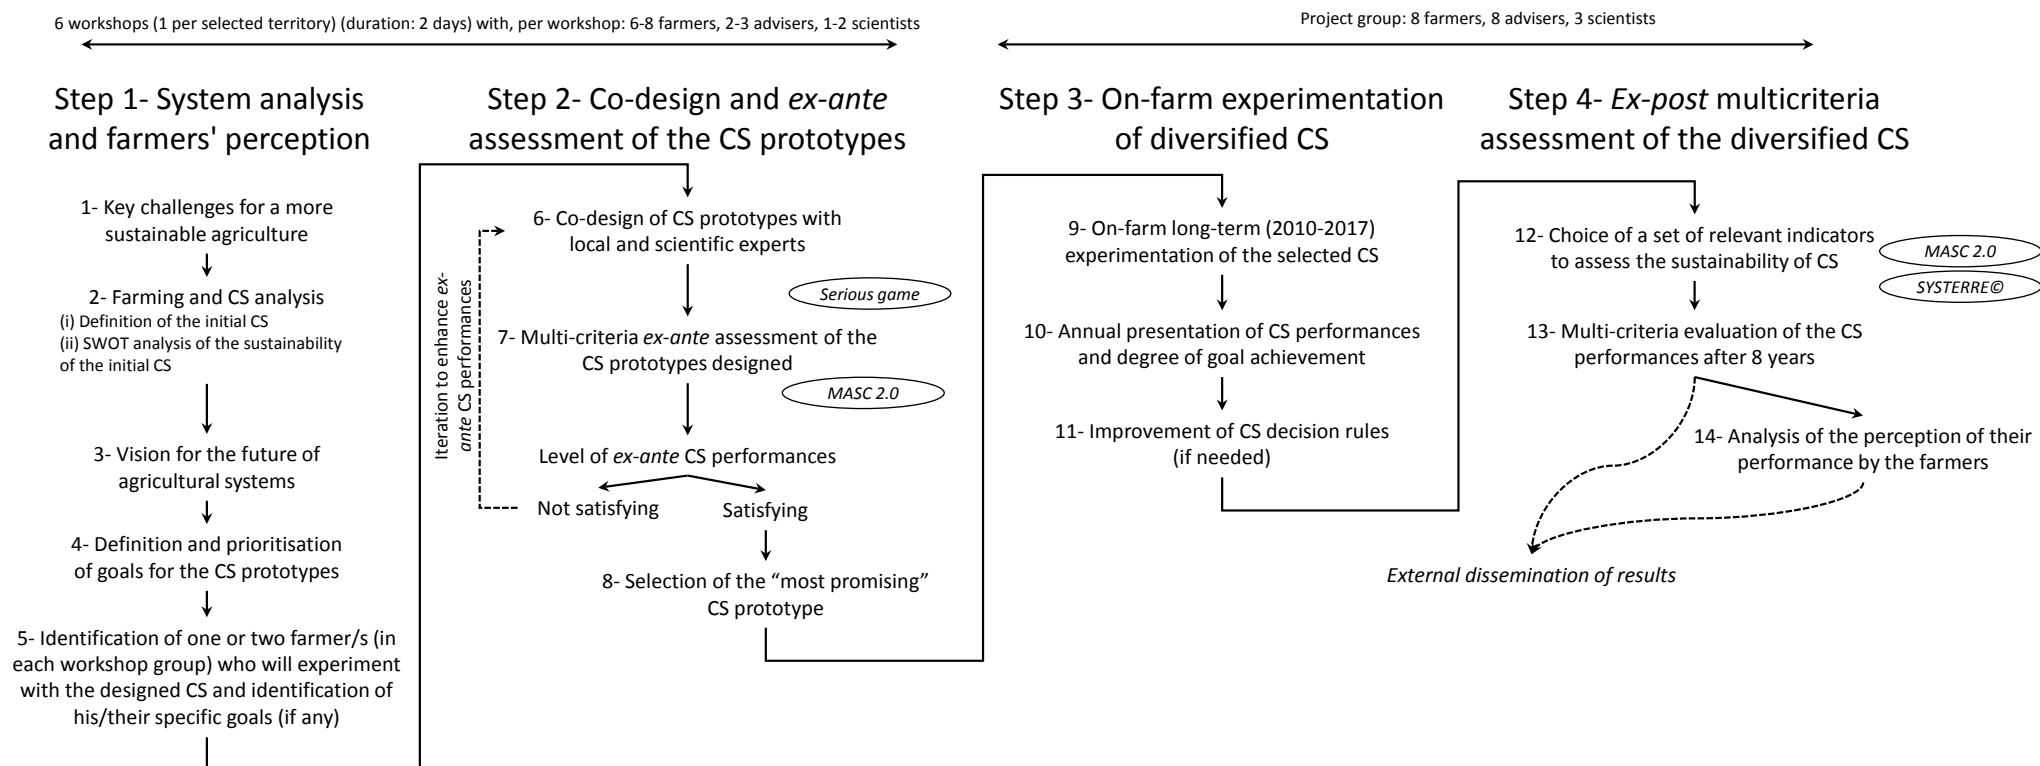 6 workshops (1 per selected territory) (duration: 2 days) with, per workshop: 6-8 farmers, 2-3 advisers, 1-2 scientists
Project group: 8 farmers, 8 advisers, 3 scientists
Step 1- System analysis
and farmers' perception
1- Key challenges for a more
sustainable agriculture
2- Farming and CS analysis
(i) Definition of the initial CS
(ii) SWOT analysis of the sustainability
of the initial CS
3- Vision for the future of
agricultural systems
4- Definition and prioritisation
of goals for the CS prototypes
5- Identification of one or two farmer/s (in
each workshop group) who will experiment
with the designed CS and identification of
his/their specific goals (if any)
Step 2- Co-design and ex-ante
assessment of the CS prototypes
6- Co-design of CS prototypes with
local and scientific experts
Serious game
7- Multi-criteria ex-ante assessment of the
CS prototypes designed
MASC 2.0
Iteration to enhance ex-
ante CS performances
Level of ex-ante CS performances
Not satisfying
Satisfying
8- Selection of the “most promising”
CS prototype
Step 3- On-farm experimentation
of diversified CS
9- On-farm long-term (2010-2017)
experimentation of the selected CS
10- Annual presentation of CS performances
and degree of goal achievement
11- Improvement of CS decision rules
(if needed)
Step 4- Ex-post multicriteria
assessment of the diversified CS
12- Choice of a set of relevant indicators
to assess the sustainability of CS
MASC 2.0
SYSTERRE©
13- Multi-criteria evaluation of the CS
performances after 8 years
14- Analysis of the perception of their
performance by the farmers
External dissemination of results